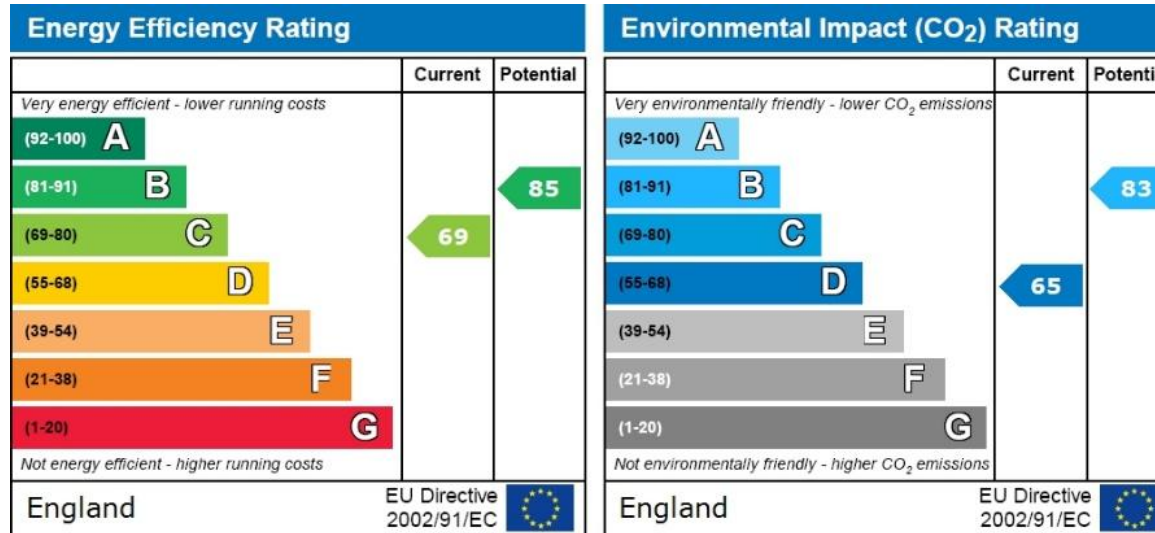 Energy Efficiency Rating
Current Potential
Very energy efficient - lower running costs
(92-100) A
(81-91) B 85
(69-80) C 69
(55-68) D
(39-54) E
(21-38) F
(1-20) G
Not energy efficient - higher running costs
England EU Directive
2002/91/EC
Environmental Impact (CO2) Rating
Current Potenti
Very environmentally friendly - lower CO2 emissions
(92-100) A
(81-91) B 83
(69-80) C
(55-68) D 65
(39-54) E
(21-38) F
(1-20) G
Not environmentally friendly - higher CO2 emissions
England EU Directive
2002/91/EC